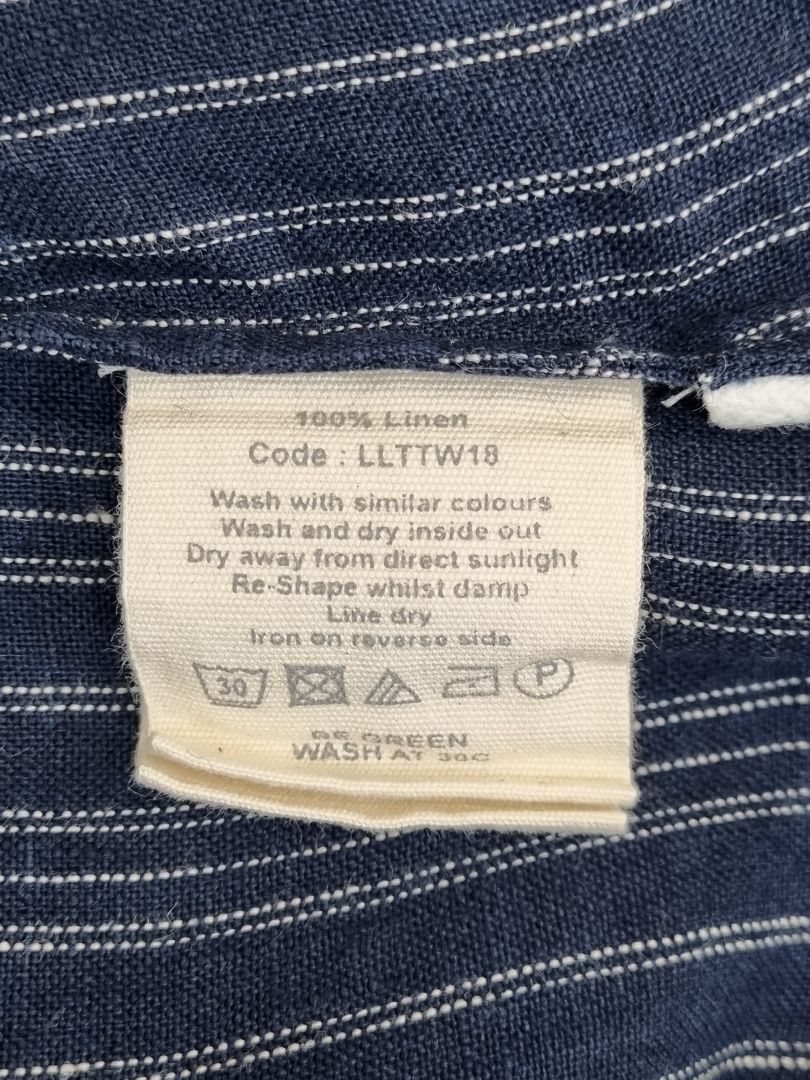 100% Linen
Code : LLTTW18
Wash with similar colours
Wash and dry inside out
Dry away from direct sunlight
Re-Shape whilst damp
Line dry
Iron on reverse side
30 P
BE GREEN
WASH AT 30C